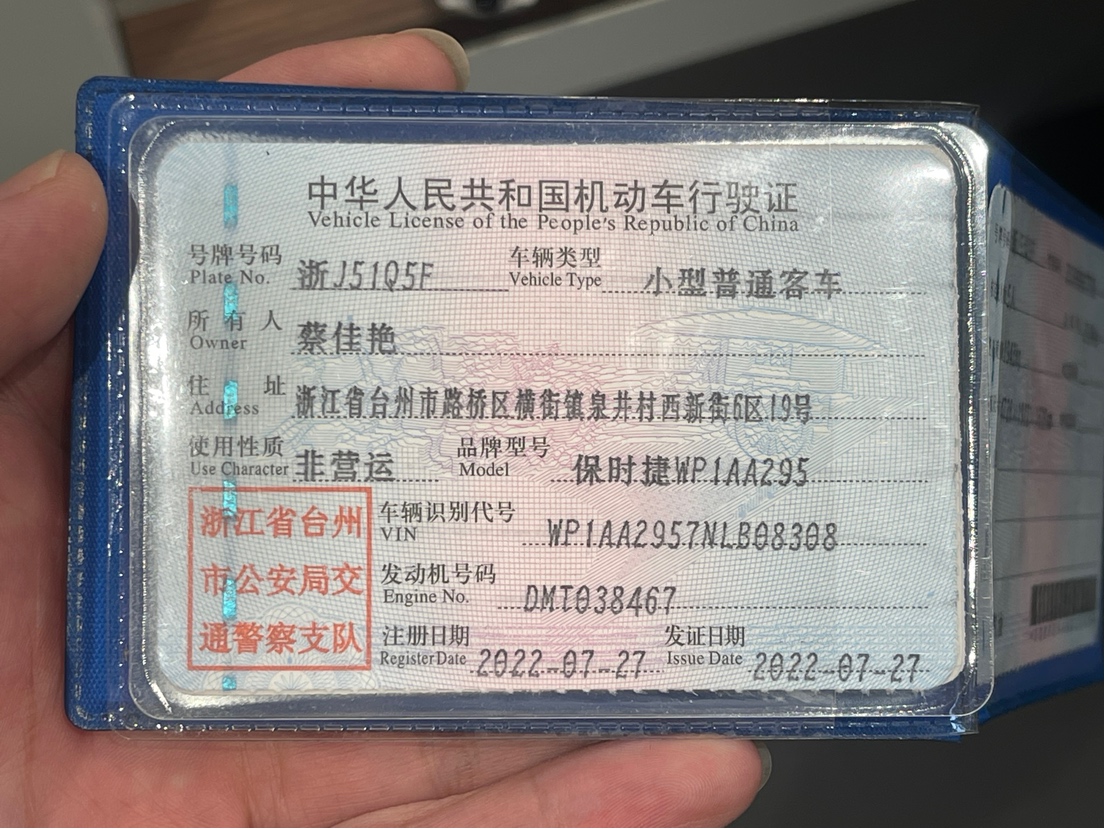 中华人民共和国机动车行驶证
Vehicle License of the People's Republic of China
号牌号码 浙J51Q5F 车辆类型 小型普通客车
Plate No. Vehicle Type
所有人 蔡佳艳
Owner
住址 浙江省台州市路桥区横街镇泉井村西新街6区19号
Address
使用性质 非营运 品牌型号 保时捷WP1AA295
Use Character Model
浙江省台州
市公安局交
通警察支队
车辆识别代号 WP1AA2957NLB08308
VIN
发动机号码 DMT038467
Engine No.
注册日期 2022-07-27 发证日期 2022-07-27
Register Date Issue Date